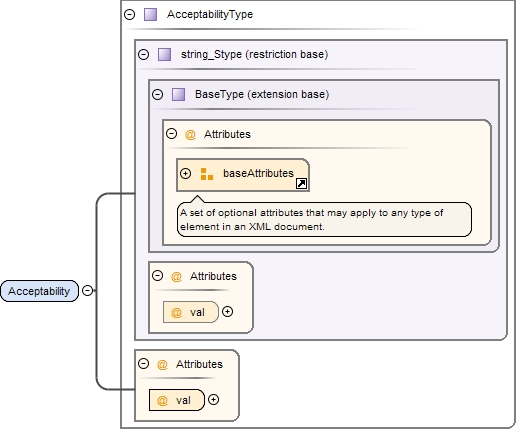 AcceptabilityType
string_Stype (restriction base)
BaseType (extension base)
@ Attributes
baseAttributes
A set of optional attributes that may apply to any type of
element in an XML document.
@ Attributes
@ val
Acceptability
@ Attributes
@ val